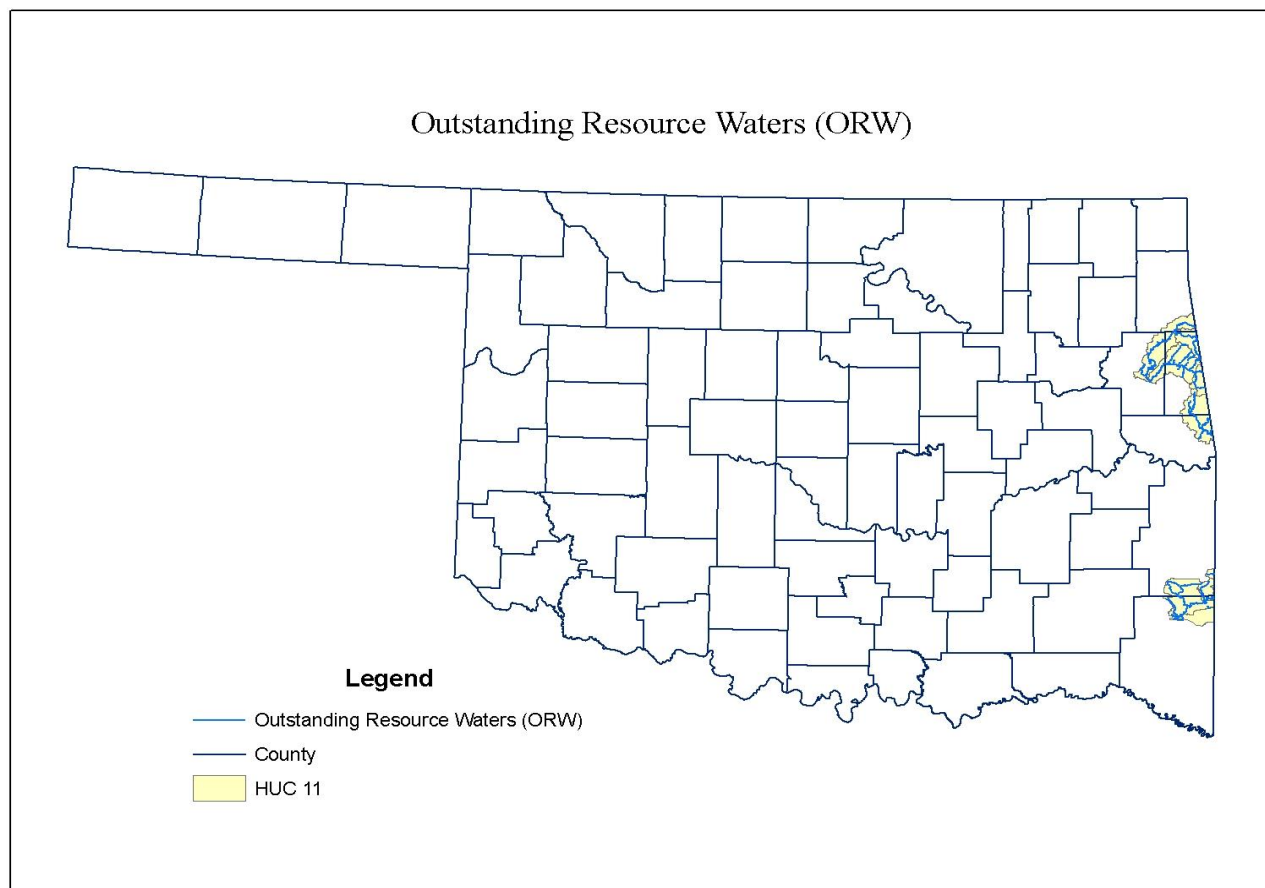 Outstanding Resource Waters (ORW)
Legend
Outstanding Resource Waters (ORW)
County
HUC 11